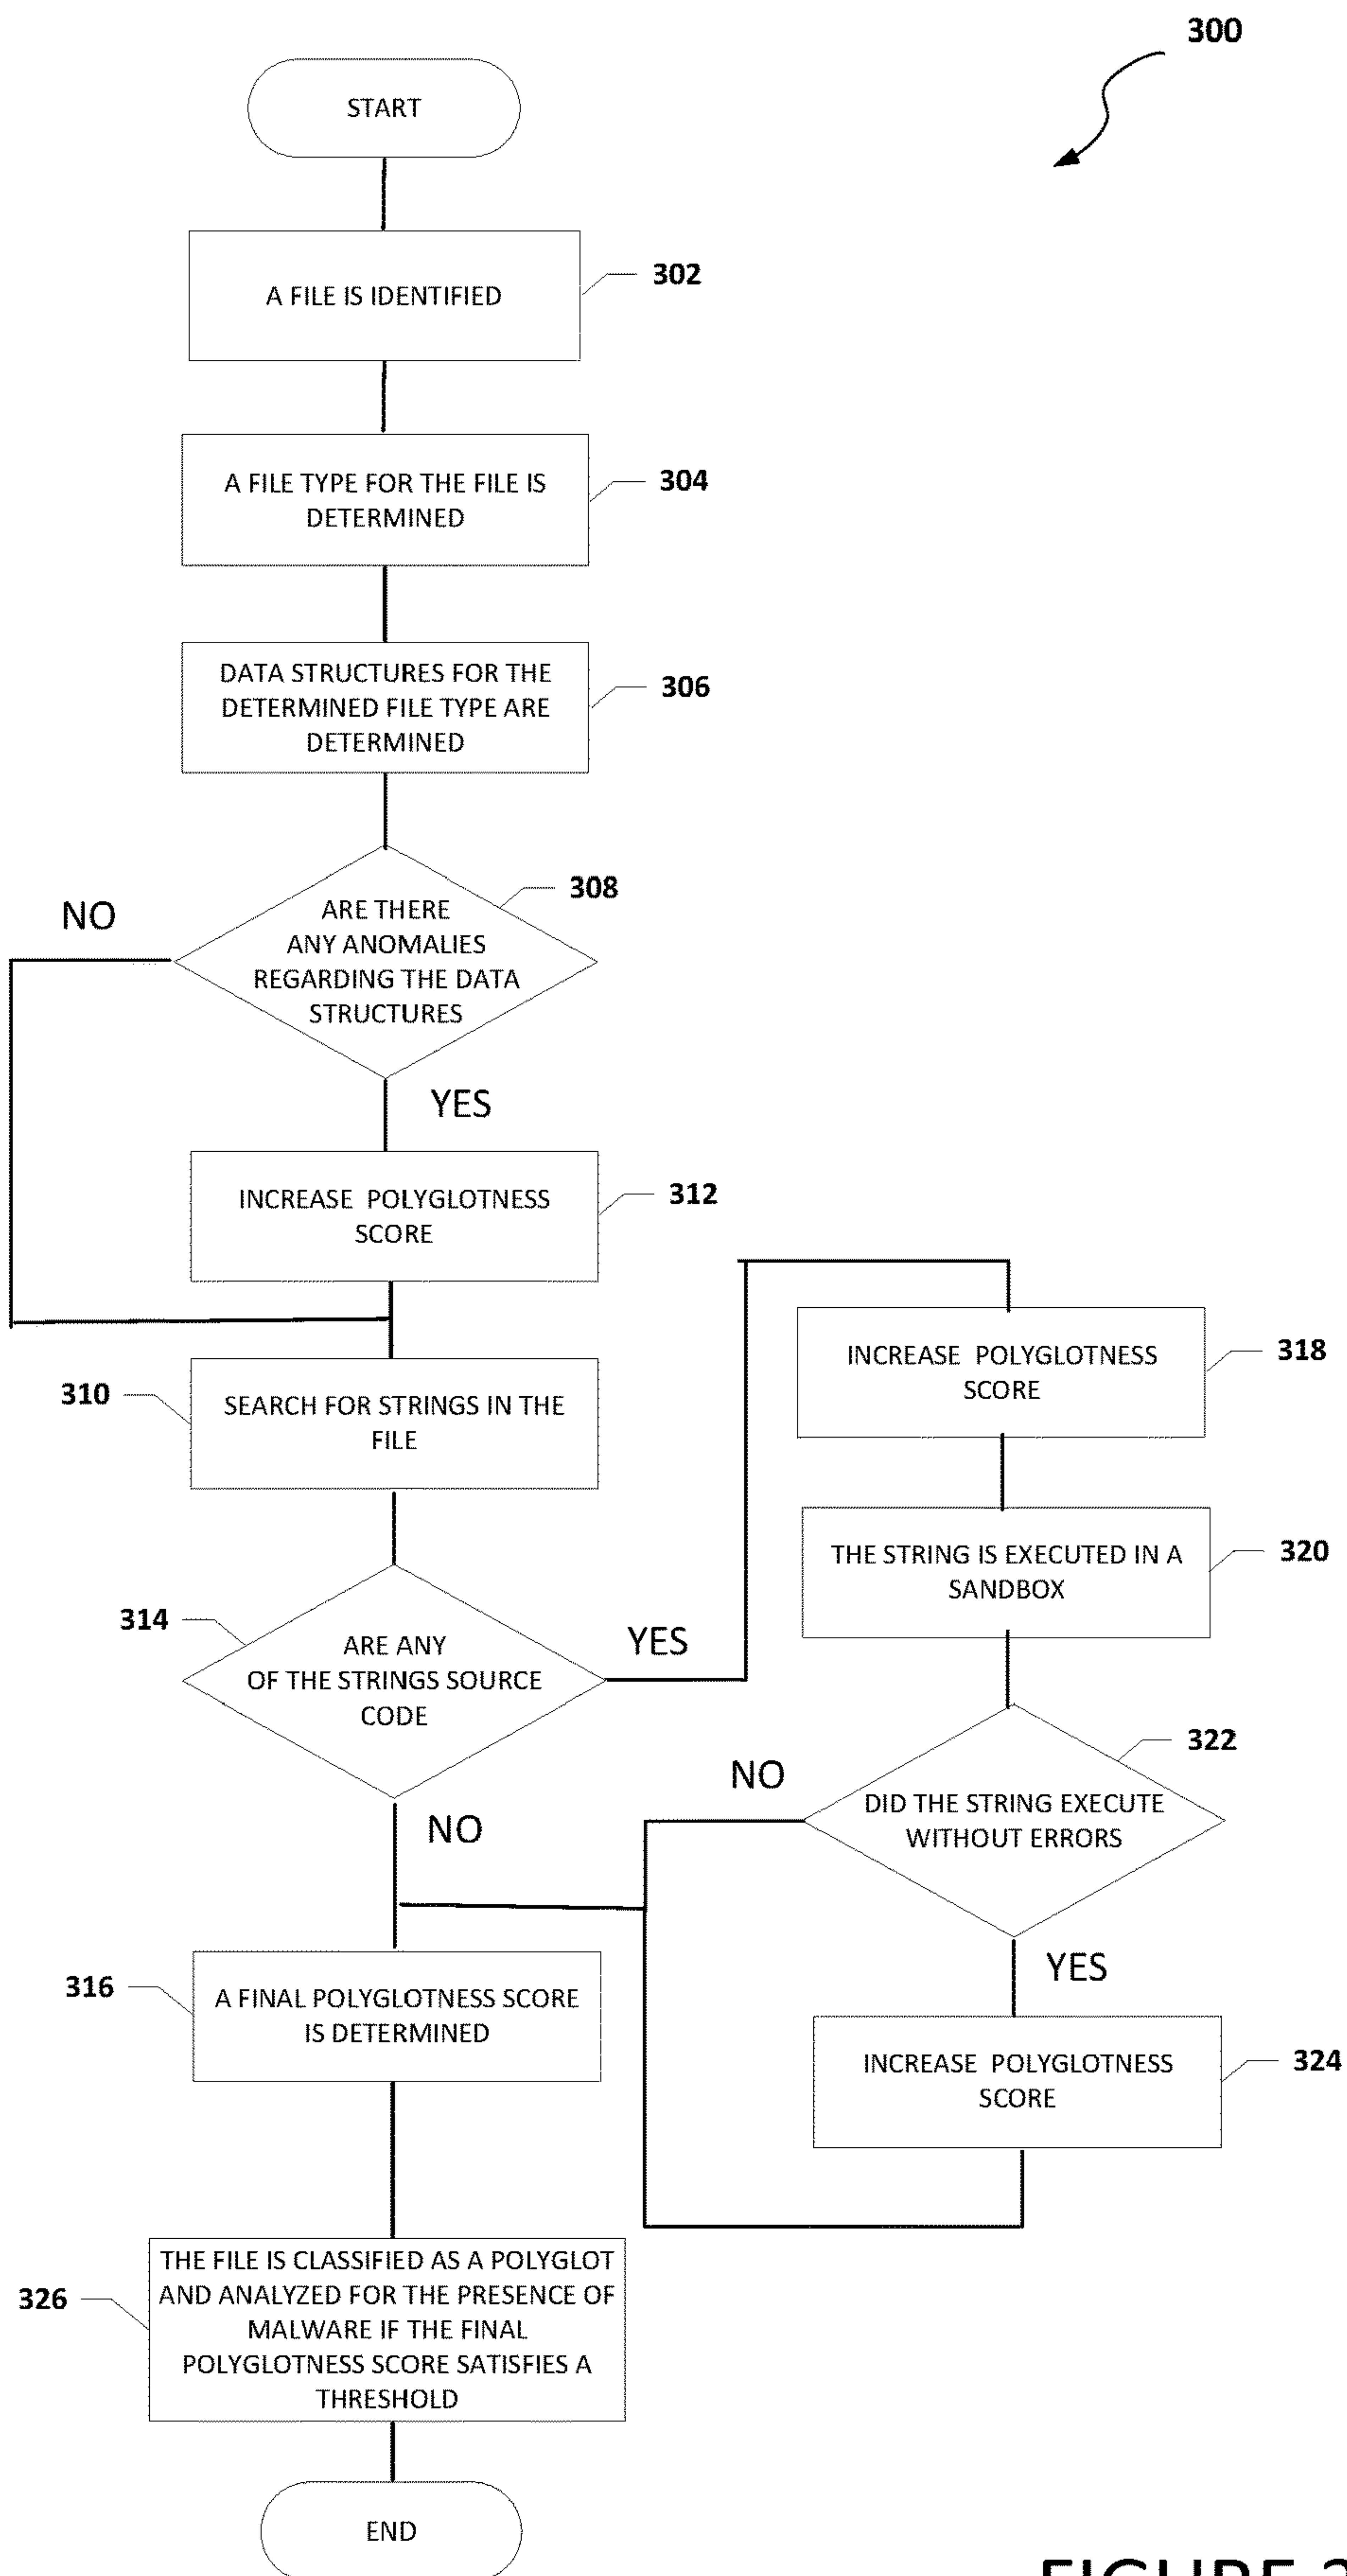 300
START
A FILE IS IDENTIFIED
302
A FILE TYPE FOR THE FILE IS
DETERMINED
304
DATA STRUCTURES FOR THE
DETERMINED FILE TYPE ARE
DETERMINED
306
308
NO
ARE THERE
ANY ANOMALIES
REGARDING THE DATA
STRUCTURES
YES
INCREASE POLYGLOTNESS
SCORE
312
310
SEARCH FOR STRINGS IN THE
FILE
314
ARE ANY
OF THE STRINGS SOURCE
CODE
YES
NO
INCREASE POLYGLOTNESS
SCORE
318
THE STRING IS EXECUTED IN A
SANDBOX
320
322
NO
DID THE STRING EXECUTE
WITHOUT ERRORS
YES
INCREASE POLYGLOTNESS
SCORE
324
316
A FINAL POLYGLOTNESS SCORE
IS DETERMINED
326
THE FILE IS CLASSIFIED AS A POLYGLOT
AND ANALYZED FOR THE PRESENCE OF
MALWARE IF THE FINAL
POLYGLOTNESS SCORE SATISFIES A
THRESHOLD
END
FIGURE